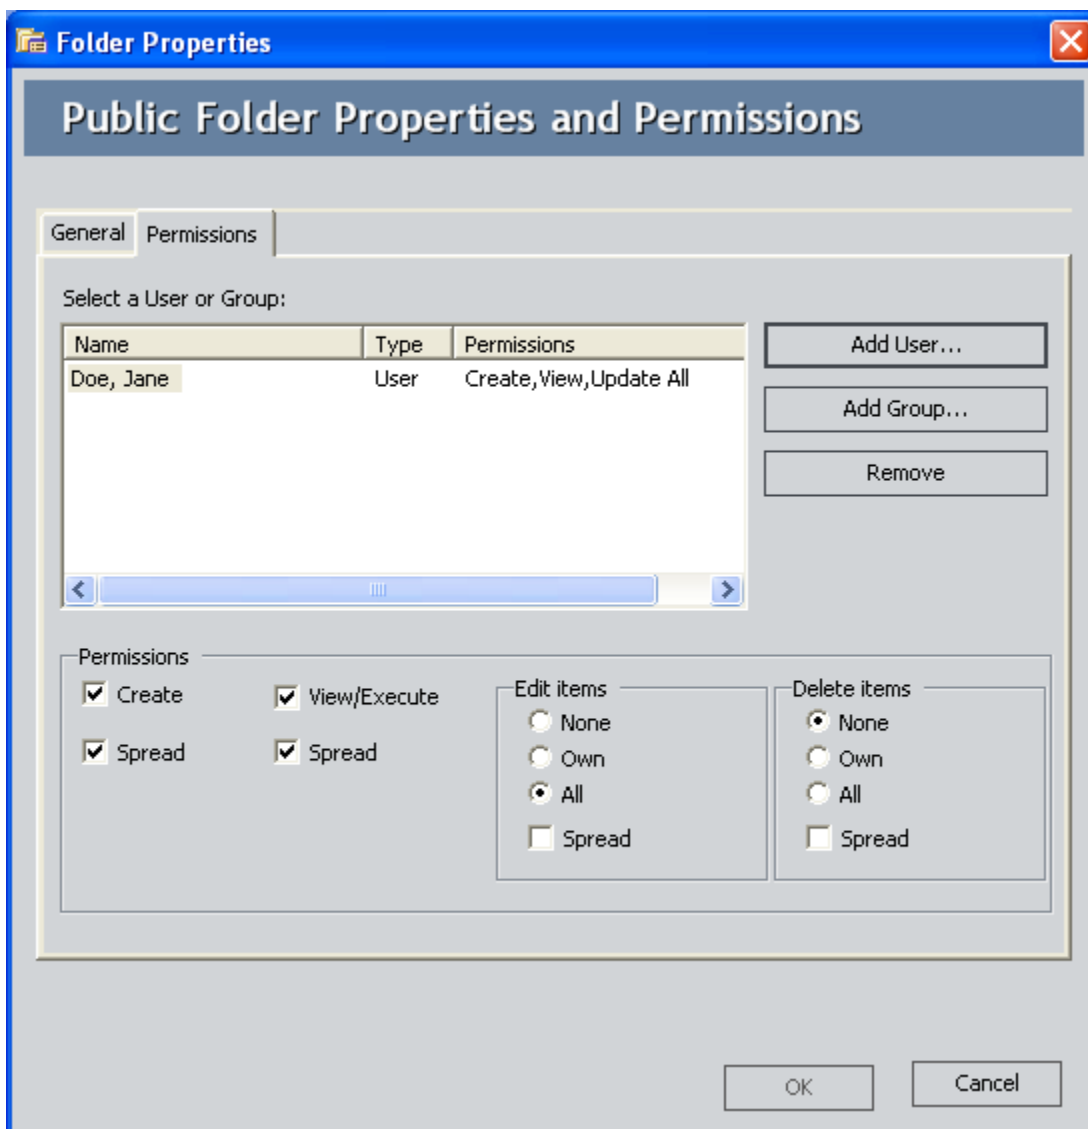 Folder Properties
Public Folder Properties and Permissions
General Permissions
Select a User or Group:
Name Type Permissions
Doe, Jane User Create,View,Update All
Add User...
Add Group...
Remove
Permissions
Create View/Execute
Spread Spread
Edit items
None
Own
All
Spread
Delete items
None
Own
All
Spread
OK Cancel